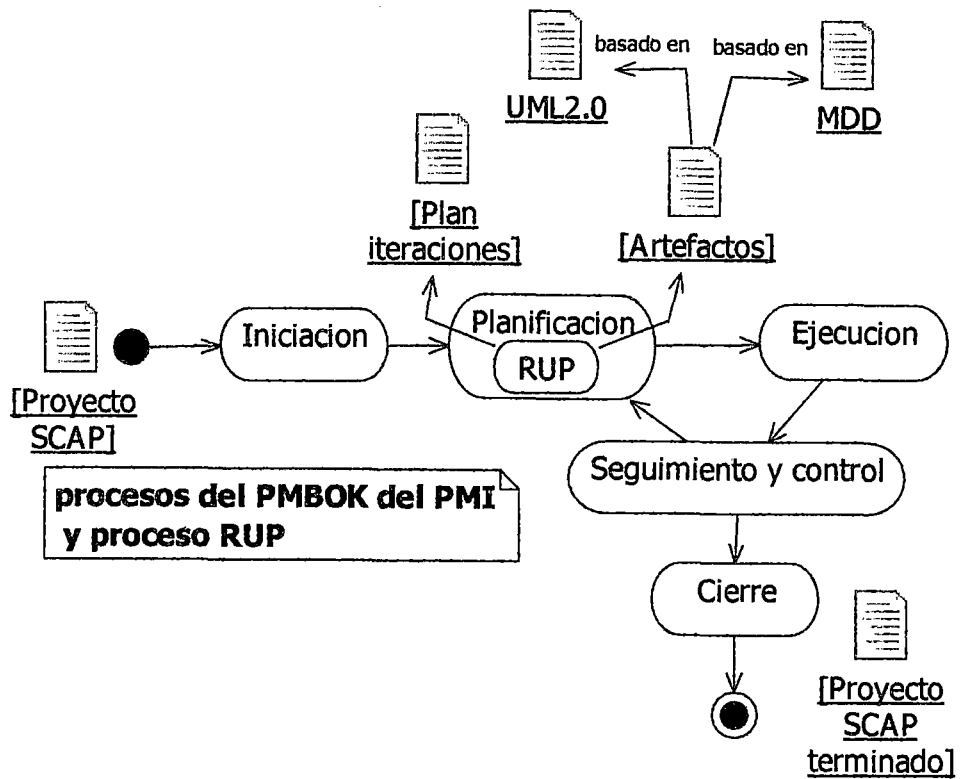 basado en
basado en
UML2.0
MDD
[Plan
iteraciones]
[Artefactos]
Iniciacion
Planificacion
RUP
Ejecucion
[Proyecto
SCAP]
Seguimiento y control
procesos del PMBOK del PMI
y proceso RUP
Cierre
[Proyecto
SCAP
terminado]